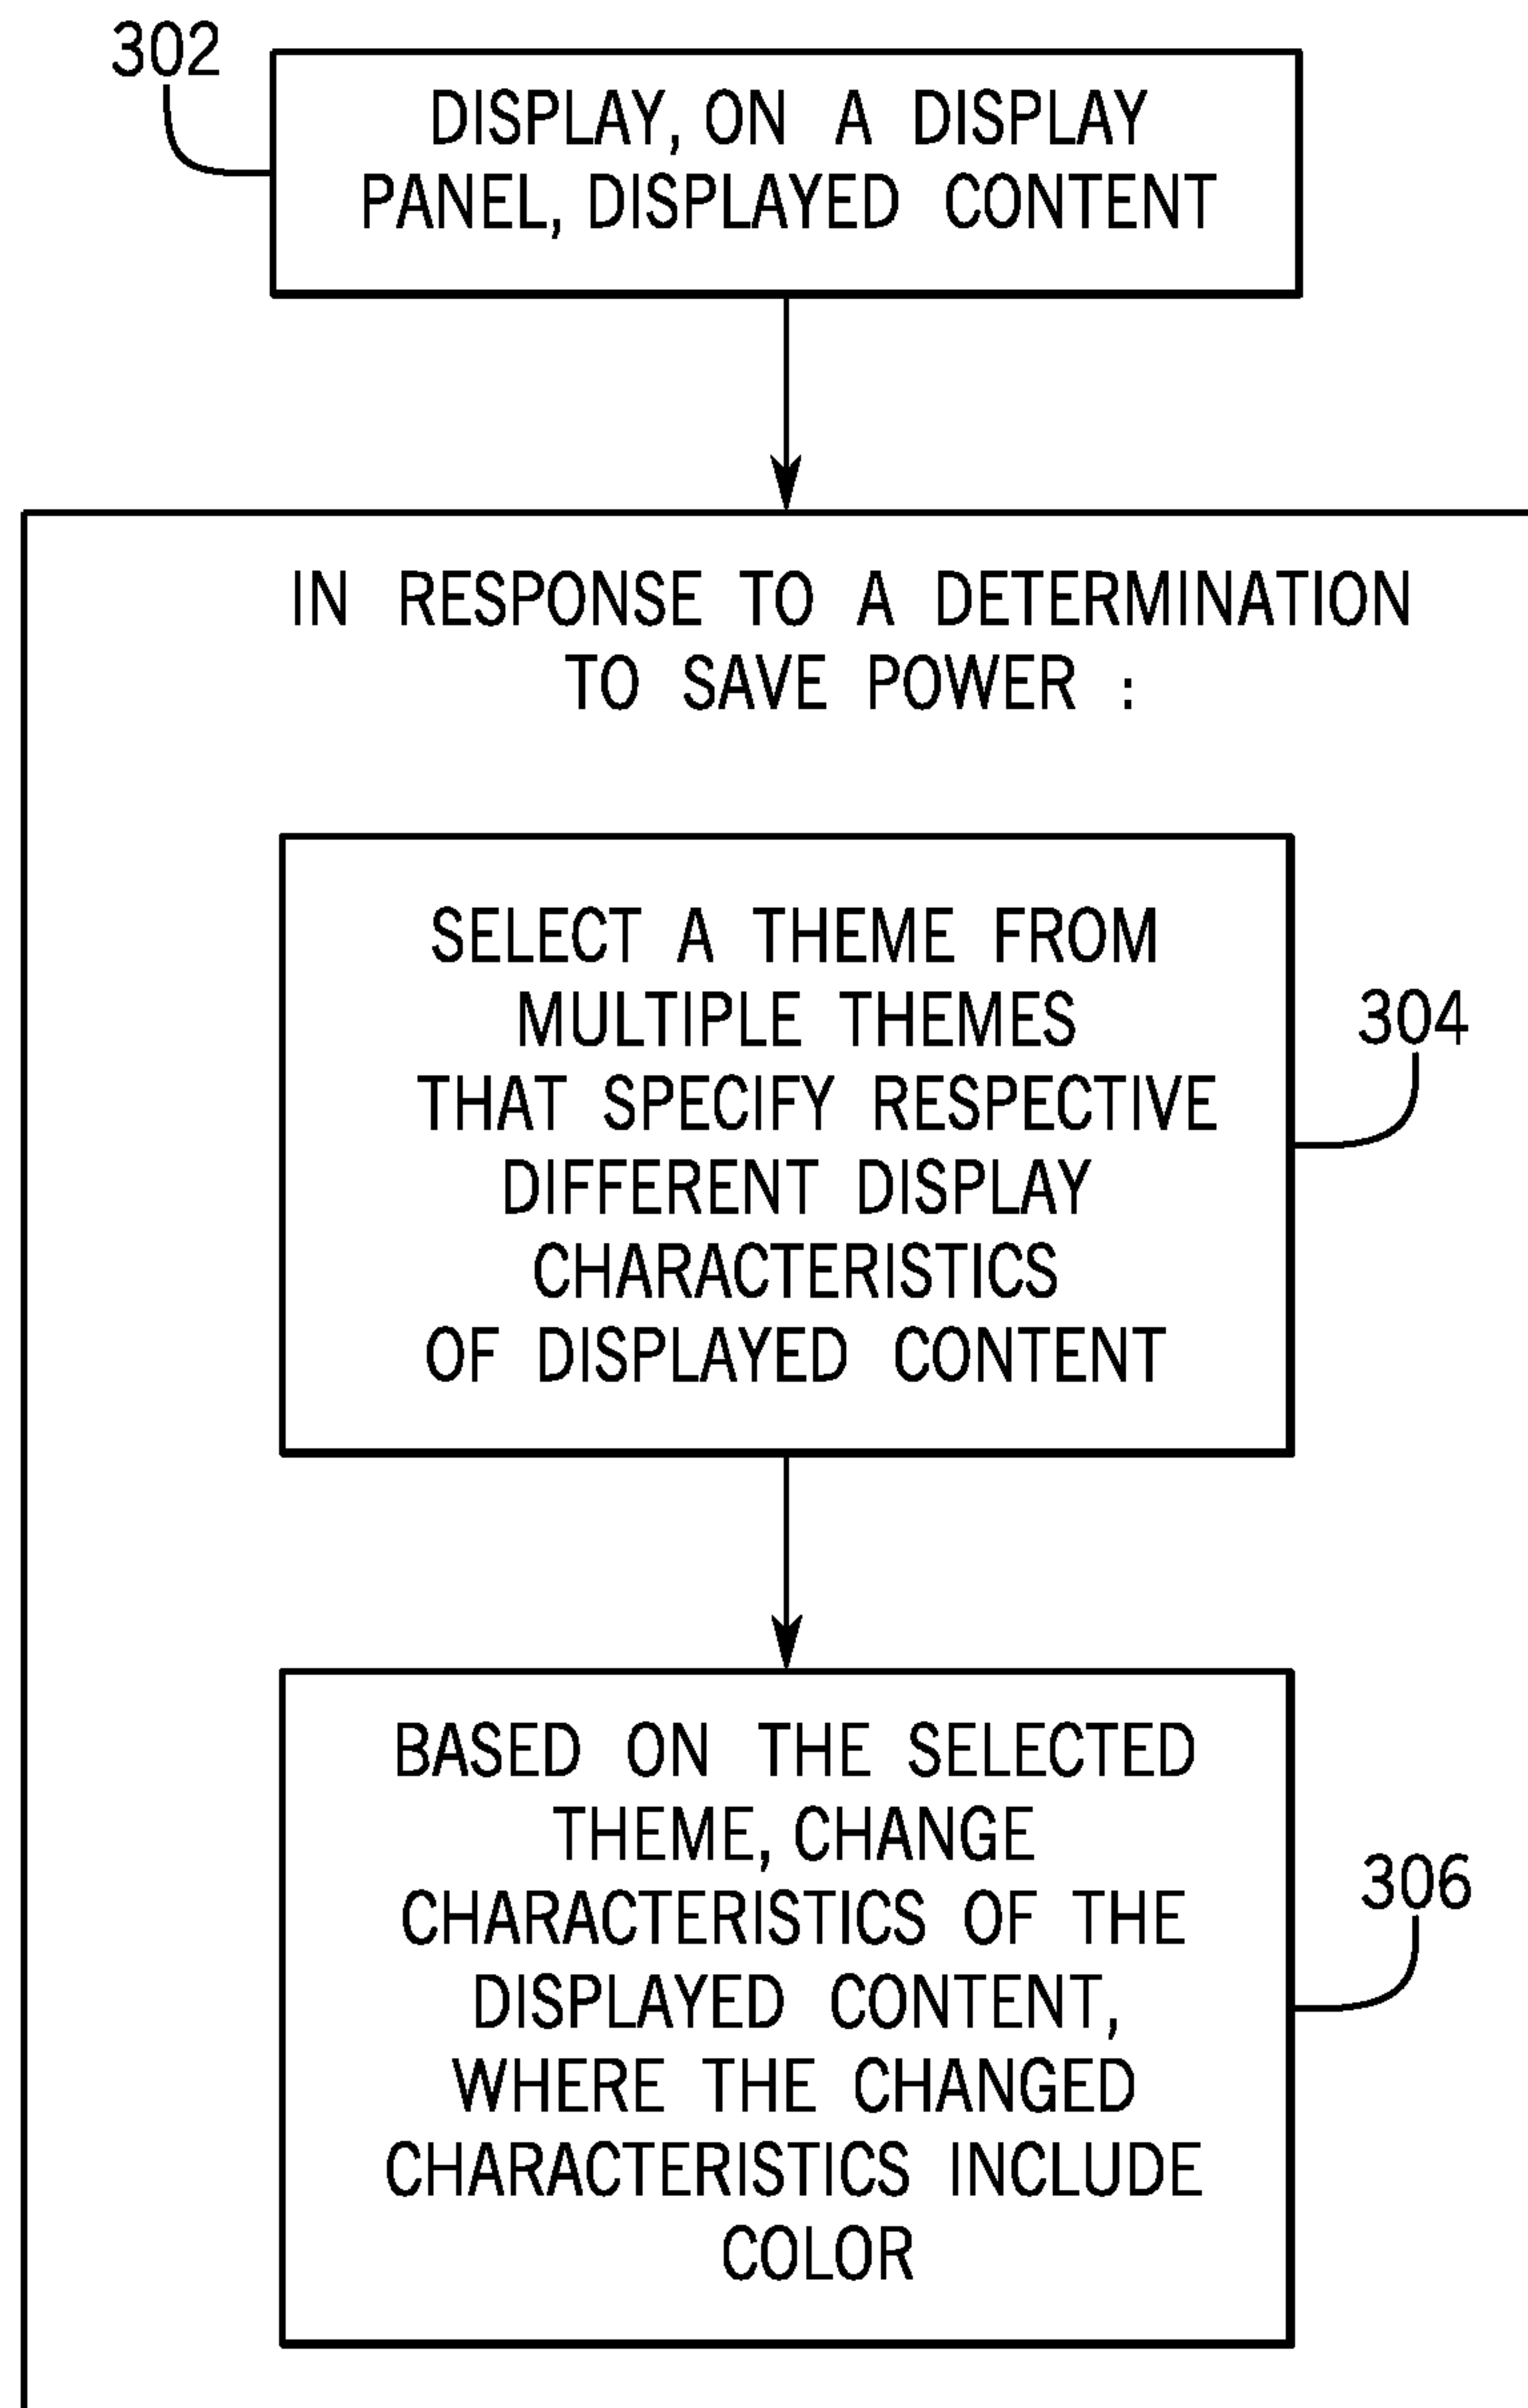 302
DISPLAY, ON A DISPLAY
PANEL, DISPLAYED CONTENT
IN RESPONSE TO A DETERMINATION
TO SAVE POWER :
SELECT A THEME FROM
MULTIPLE THEMES
THAT SPECIFY RESPECTIVE
DIFFERENT DISPLAY
CHARACTERISTICS
OF DISPLAYED CONTENT
304
BASED ON THE SELECTED
THEME, CHANGE
CHARACTERISTICS OF THE
DISPLAYED CONTENT,
WHERE THE CHANGED
CHARACTERISTICS INCLUDE
COLOR
306